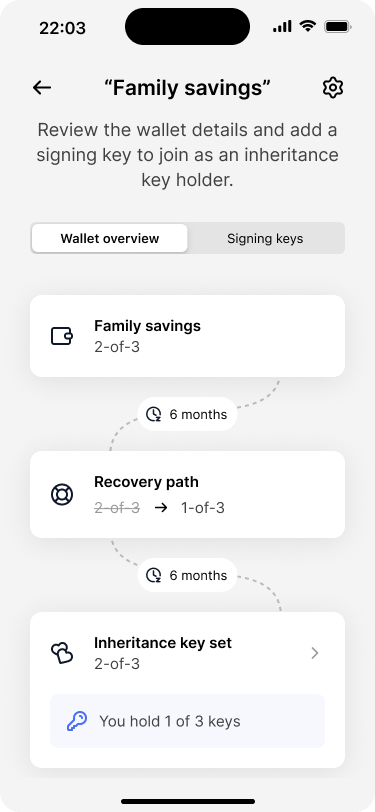 22:03
“Family savings”
Review the wallet details and add a
signing key to join as an inheritance
key holder.
Wallet overview
Signing keys
Family savings
2-of-3
6 months
Recovery path
2-of-3 → 1-of-3
6 months
Inheritance key set
2-of-3
You hold 1 of 3 keys